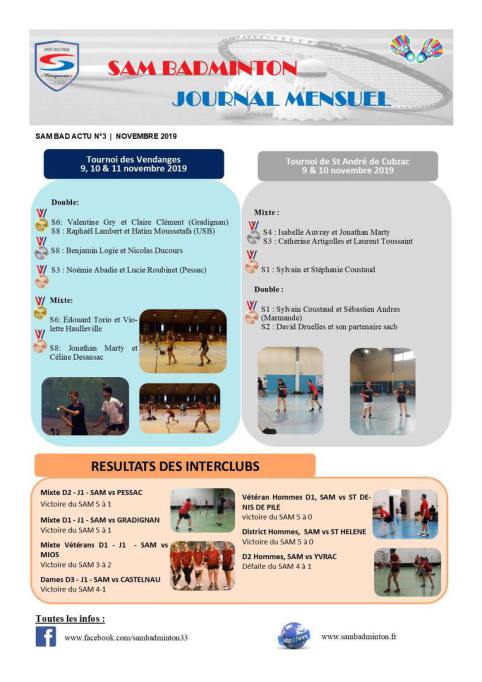 SPORT ATHLETIQUE
Mérignacais
SAM BADMINTON
JOURNAL MENSUEL
SAM BAD ACTU N°3 | NOVEMBRE 2019
Tournoi des Vendanges
9, 10 & 11 novembre 2019
Double:
S6: Valentine Gry et Claire Clément (Gradignan)
S8 : Raphaël Lambert et Hatim Moussetafa (USB)
S8 : Benjamin Logie et Nicolas Ducours
S3 : Noémie Abadie et Lucie Roubinet (Pessac)
Mixte:
S6: Édouard Torio et Vio-
lette Haulleville
S8: Jonathan Marty et
Céline Desansac
Tournoi de St André de Cubzac
9 & 10 novembre 2019
Mixte :
S4 : Isabelle Auvray et Jonathan Marty
S3 : Catherine Artigolles et Laurent Toussaint
S1 : Sylvain et Stéphanie Coustaud
Double :
S1 : Sylvain Coustaud et Sébastien Andres
(Marmande)
S2 : David Druelles et son partenaire sacb
RESULTATS DES INTERCLUBS
Mixte D2 - J1 - SAM vs PESSAC
Victoire du SAM 5 à 1
Mixte D1 - J1 - SAM vs GRADIGNAN
Victoire du SAM 5 à 1
Mixte Vétérans D1 - J1 - SAM vs
MIOS
Victoire du SAM 3 à 2
Dames D3 - J1 - SAM vs CASTELNAU
Victoire du SAM 4-1
Vétéran Hommes D1, SAM vs ST DE-
NIS DE PILE
victoire du SAM 5 à 0
District Hommes, SAM vs ST HELENE
Victoire du SAM 5 à 0
D2 Hommes, SAM vs YVRAC
Défaite du SAM 4 à 1
Toutes les infos :
www.facebook.com/sambadminton33
www.sambadminton.fr